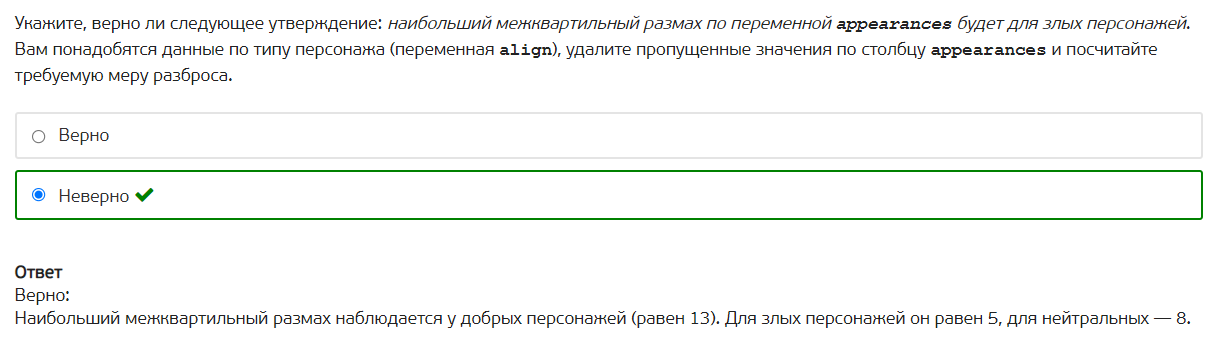 Укажите, верно ли следующее утверждение: наибольший межквартильный размах по переменной appearances будет для злых персонажей.
Вам понадобятся данные по типу персонажа (переменная align), удалите пропущенные значения по столбцу appearances и посчитайте
требуемую меру разброса.
Верно
Неверно
Ответ
Верно:
Наибольший межквартильный размах наблюдается у добрых персонажей (равен 13). Для злых персонажей он равен 5, для нейтральных — 8.